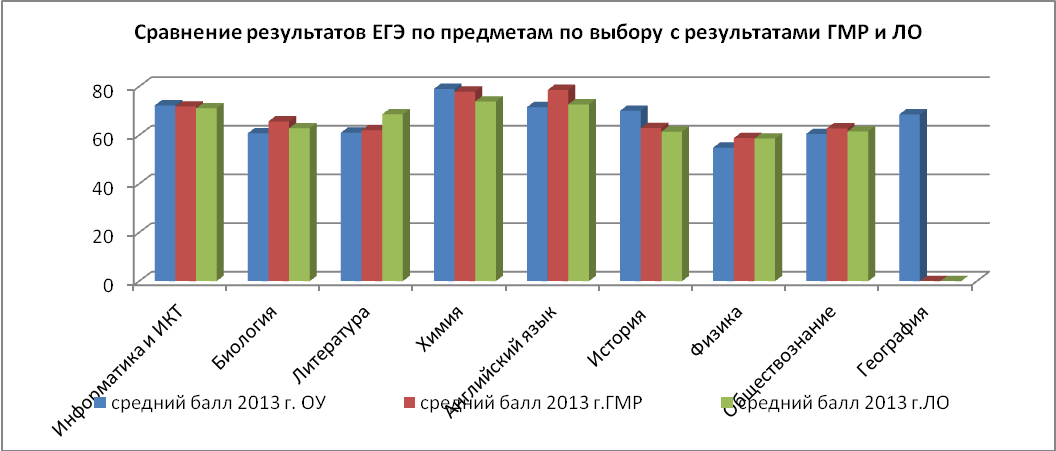 Сравнение результатов ЕГЭ по предметам по выбору с результатами ГМР и ЛО
80
60
40
20
0
Информатика и ИКТ
Биология
Литература
Химия
Английский язык
История
Физика
Обществознание
География
средний балл 2013 г. ОУ
средний балл 2013 г.ГМР
средний балл 2013 г.ЛО